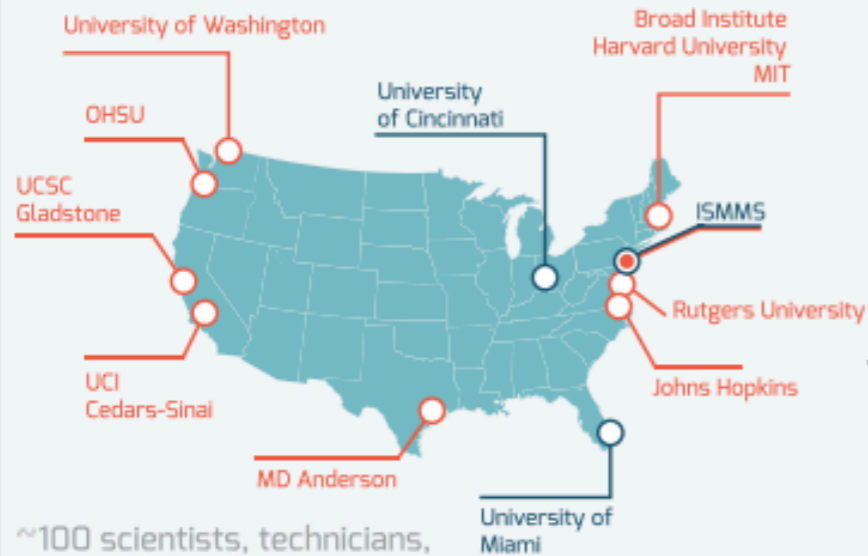 University of Washington
Broad Institute
Harvard University
MIT
OHSU
University
of Cincinnati
UCSC
Gladstone
ISMMS
Rutgers University
UCI
Cedars-Sinai
Johns Hopkins
MD Anderson
University of
Miami
~100 scientists, technicians,